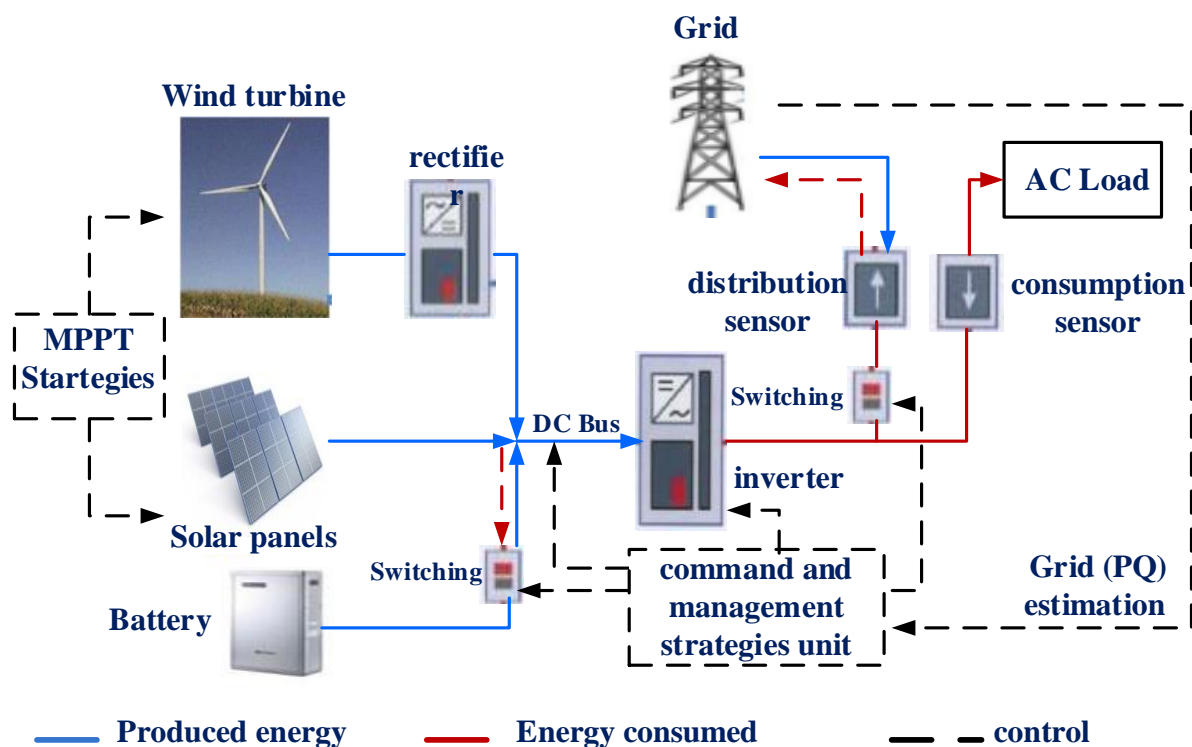 Grid
Wind turbine
rectifie
r
AC Load
distribution
sensor
consumption
sensor
MPPT
Startegies
Switching
DC Bus
inverter
Solar panels
Switching
command and
management
strategies unit
Grid (PQ)
estimation
Battery
Produced energy
Energy consumed
control